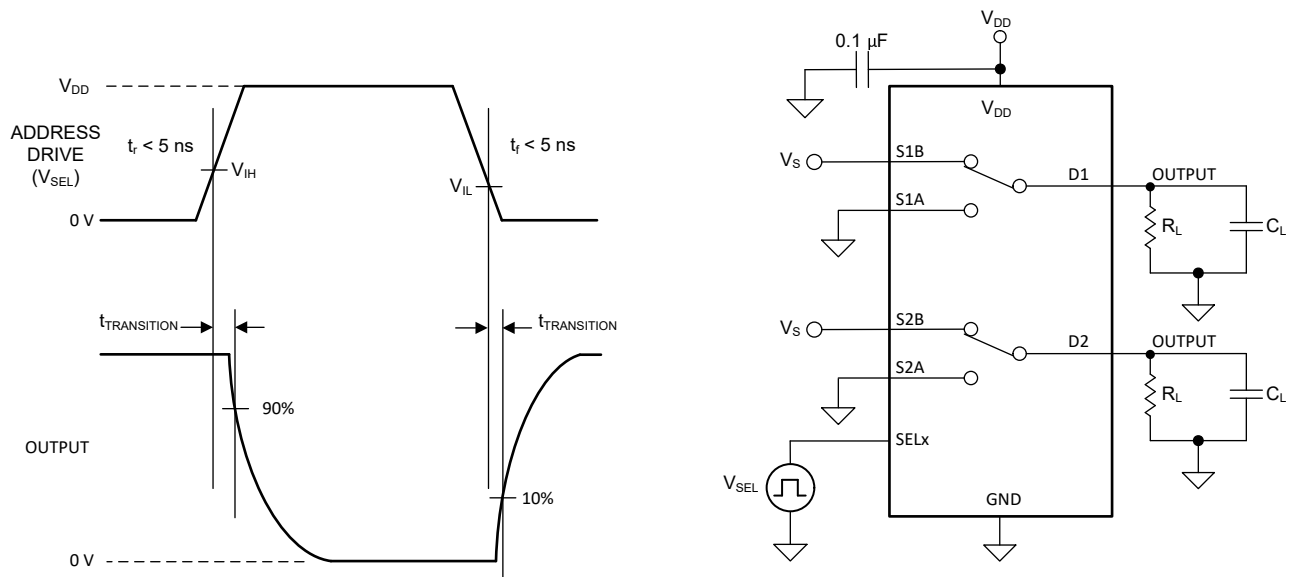 V_DD
ADDRESS
DRIVE
(V_SEL)
t_r < 5 ns
V_IH
t_f < 5 ns
V_IL
0 V
t_TRANSITION
t_TRANSITION
90%
OUTPUT
10%
0 V
V_DD
0.1 µF
V_DD
V_S
S1B
D1
OUTPUT
S1A
R_L
C_L
V_S
S2B
D2
OUTPUT
S2A
R_L
C_L
SELx
V_SEL
GND